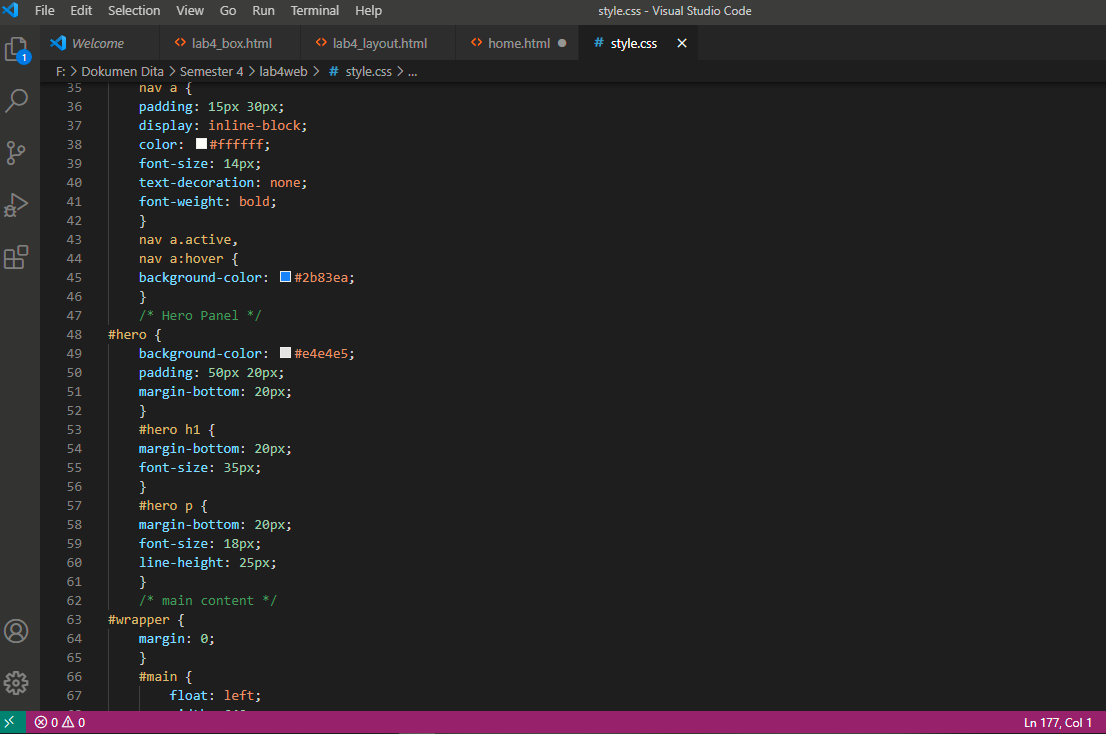 File Edit Selection View Go Run Terminal Help style.css - Visual Studio Code
Welcome <> lab4_box.html <> lab4_layout.html <> home.html ● # style.css ×
1
F: > Dokumen Dita > Semester 4 > lab4web > # style.css > ...
35 nav a {
36 padding: 15px 30px;
37 display: inline-block;
38 color: #ffffff;
39 font-size: 14px;
40 text-decoration: none;
41 font-weight: bold;
42 }
43 nav a.active,
44 nav a:hover {
45 background-color: #2b83ea;
46 }
47 /* Hero Panel */
48 #hero {
49 background-color: #e4e4e5;
50 padding: 50px 20px;
51 margin-bottom: 20px;
52 }
53 #hero h1 {
54 margin-bottom: 20px;
55 font-size: 35px;
56 }
57 #hero p {
58 margin-bottom: 20px;
59 font-size: 18px;
60 line-height: 25px;
61 }
62 /* main content */
63 #wrapper {
64 margin: 0;
65 }
66 #main {
67 float: left;
0 0 Ln 177, Col 1